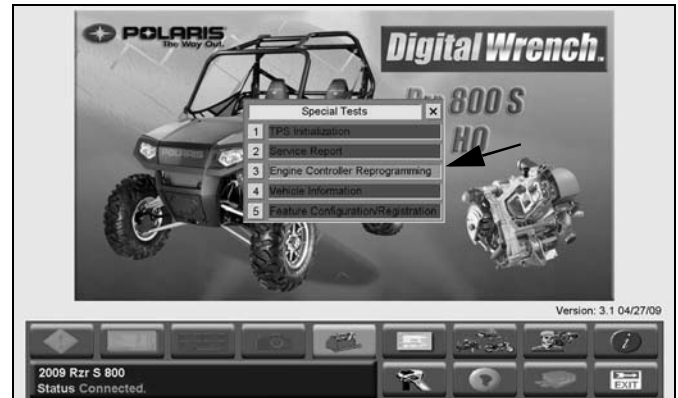 POLARIS
The Way Out.
Digital Wrench.
Rzr 800 S
HO
Special Tests
X
1 TPS Initialization
2 Service Report
3 Engine Controller Reprogramming
4 Vehicle Information
5 Feature Configuration/Registration
Version: 3.1 04/27/09
i
2009 Rzr S 800
Status Connected.
?
EXIT